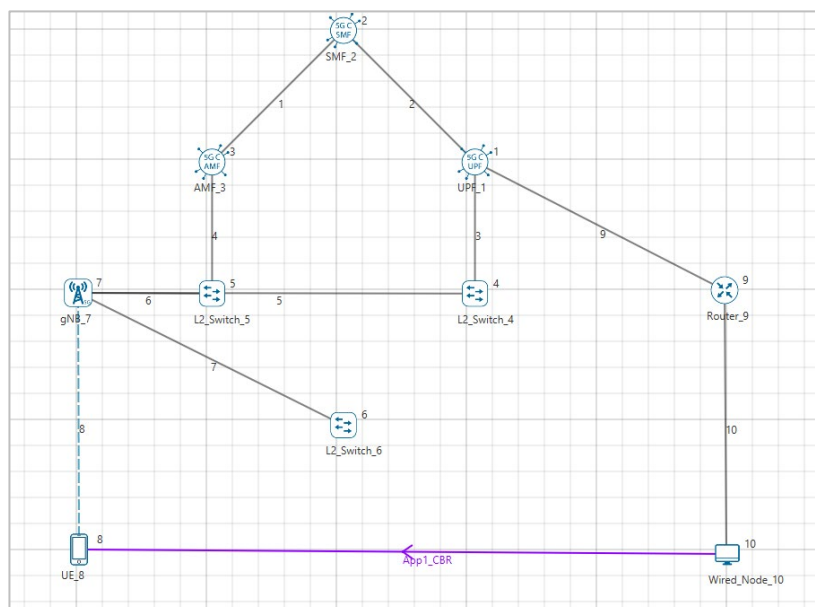 5G C
SMF
2
SMF_2
1
2
5G C
AMF
3
AMF_3
5G C
UPF
1
UPF_1
4
3
9
7
5G
gNB_7
6
5
L2_Switch_5
5
4
L2_Switch_4
9
Router_9
7
6
L2_Switch_6
8
10
8
UE_8
App1_CBR
10
Wired_Node_10